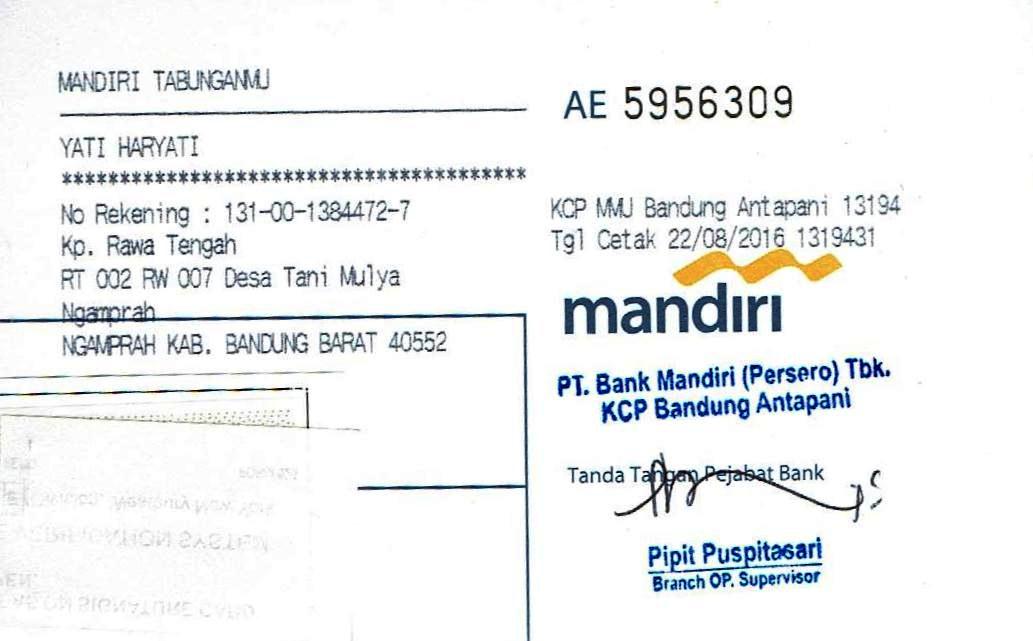 MANDIRI TABUNGANMU
AE 5956309
YATI HARYATI
****************************************
No Rekening : 131-00-1384472-7
Kp. Rawa Tengah
RT 002 RW 007 Desa Tani Mulya
Ngamprah
NGAMPRAH KAB. BANDUNG BARAT 40552
KCP MMU Bandung Antapani 13194
Tgl Cetak 22/08/2016 1319431
mandırı
PT. Bank Mandiri (Persero) Tbk.
KCP Bandung Antapani
Tanda Tangan Pejabat Bank
Pipit Puspitasari
Branch OP. Supervisor